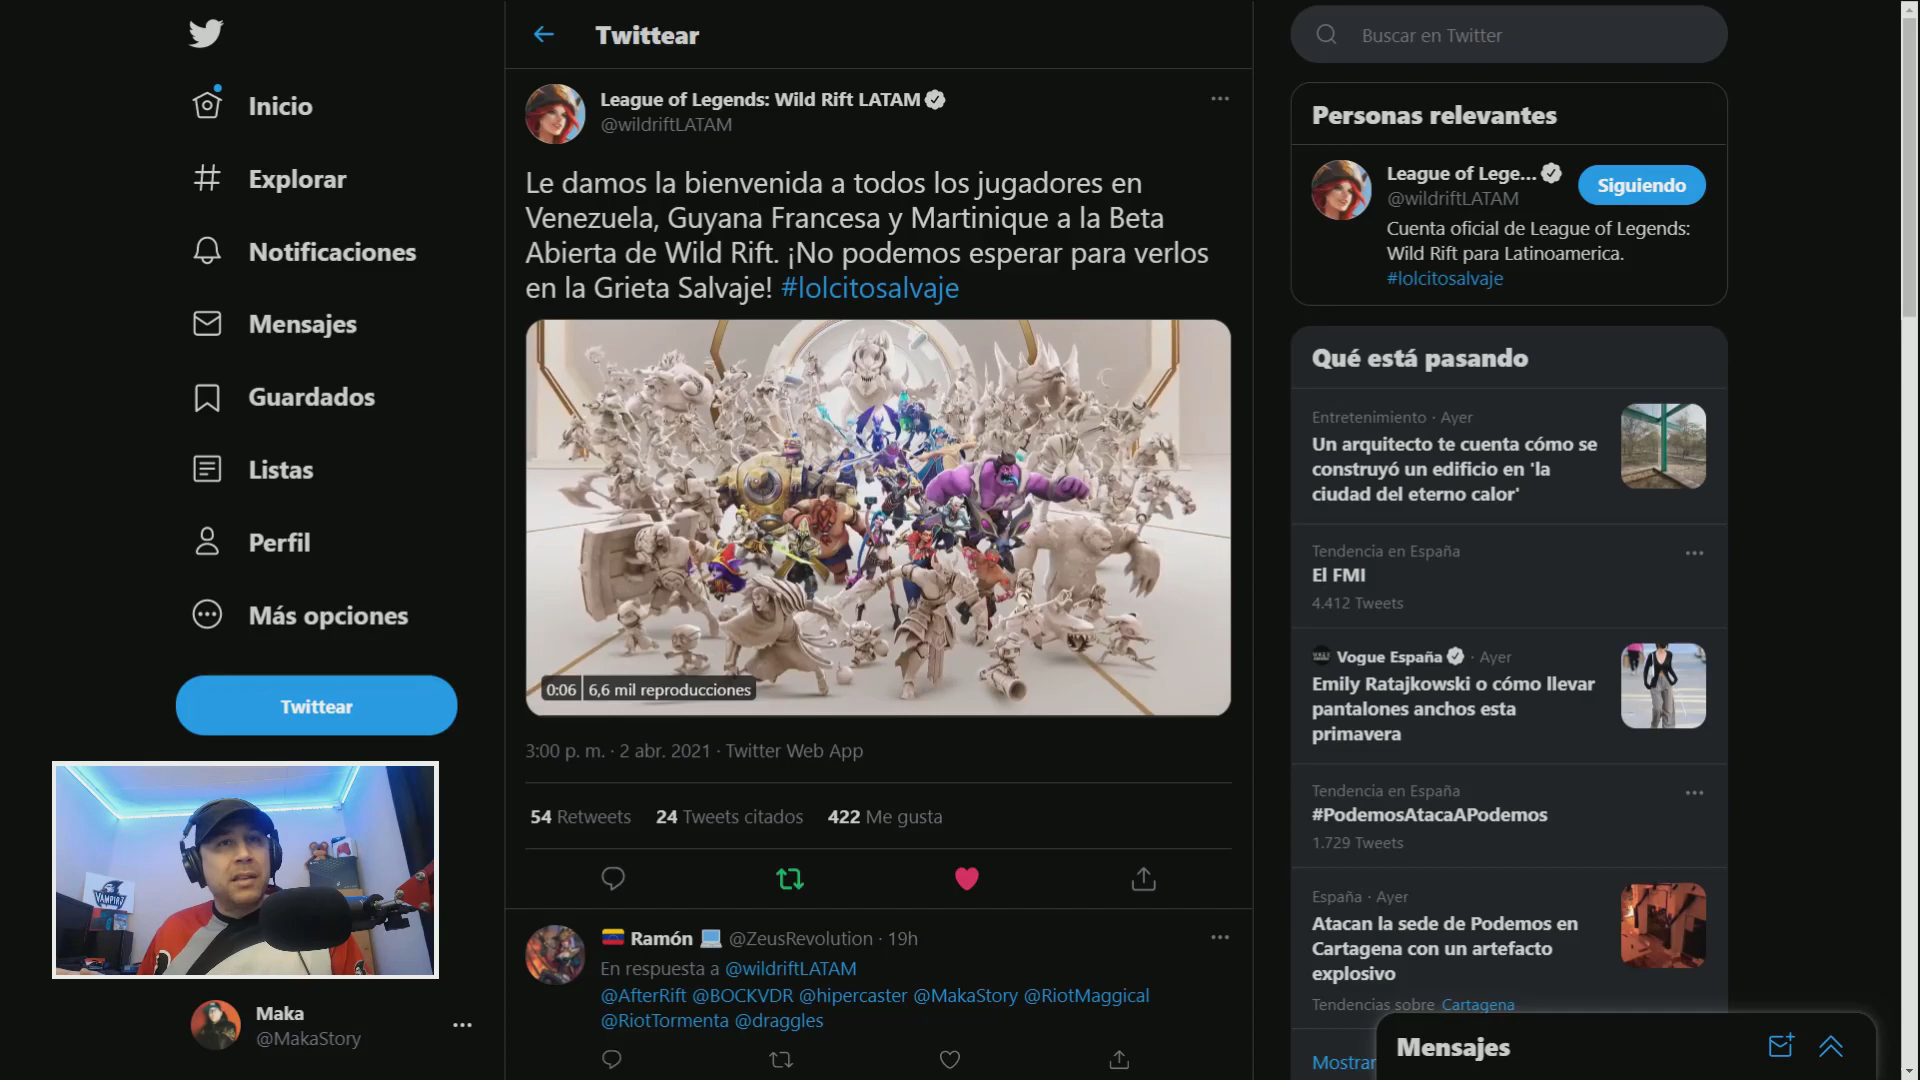 Inicio
Explorar
Notificaciones
Mensajes
Guardados
Listas
Perfil
Más opciones
Twittear
VAMPIR7
Maka
@MakaStory
Twittear
League of Legends: Wild Rift LATAM
@wildriftLATAM
Le damos la bienvenida a todos los jugadores en
Venezuela, Guyana Francesa y Martinique a la Beta
Abierta de Wild Rift. ¡No podemos esperar para verlos
en la Grieta Salvaje! #lolcitosalvaje
0:06 6,6 mil reproducciones
3:00 p. m. · 2 abr. 2021 · Twitter Web App
54 Retweets 24 Tweets citados 422 Me gusta
Ramón @ZeusRevolution · 19h
En respuesta a @wildriftLATAM
@AfterRift @BOCKVDR @hipercaster @MakaStory @RiotMaggical
@RiotTormenta @draggles
Buscar en Twitter
Personas relevantes
League of Lege...
@wildriftLATAM
Siguiendo
Cuenta oficial de League of Legends:
Wild Rift para Latinoamerica.
#lolcitosalvaje
Qué está pasando
Entretenimiento · Ayer
Un arquitecto te cuenta cómo se
construyó un edificio en 'la
ciudad del eterno calor'
Tendencia en España
El FMI
4.412 Tweets
Vogue España · Ayer
Emily Ratajkowski o cómo llevar
pantalones anchos esta
primavera
Tendencia en España
#PodemosAtacaAPodemos
1.729 Tweets
España · Ayer
Atacan la sede de Podemos en
Cartagena con un artefacto
explosivo
Tendencias sobre Cartagena
Mostrar
Mensajes